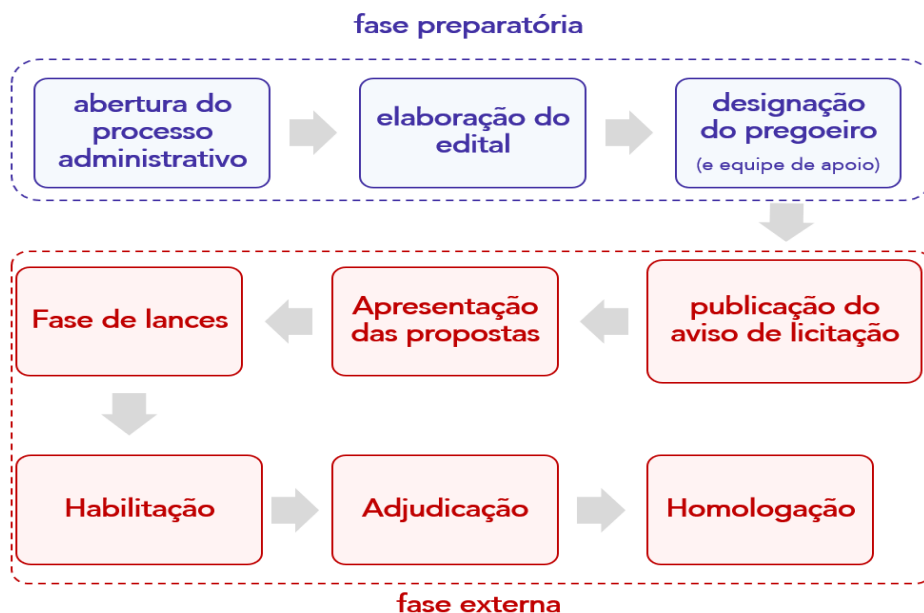 fase preparatória
abertura do
processo
administrativo
elaboração do
edital
designação
do pregoeiro
(e equipe de apoio)
publicação do
aviso de licitação
Apresentação
das propostas
Fase de lances
Habilitação
Adjudicação
Homologação
fase externa